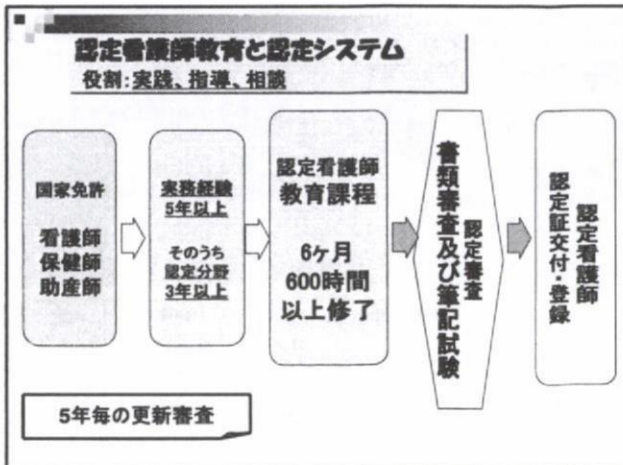 認定看護師教育と認定システム
役割:実践、指導、相談
国家免許
看護師
保健師
助産師
実務経験
5年以上
そのうち
認定分野
3年以上
認定看護師
教育課程
6ヶ月
600時間
以上修了
認定審査
書類審査及び筆記試験
認定看護師
認定証交付・登録
5年毎の更新審査